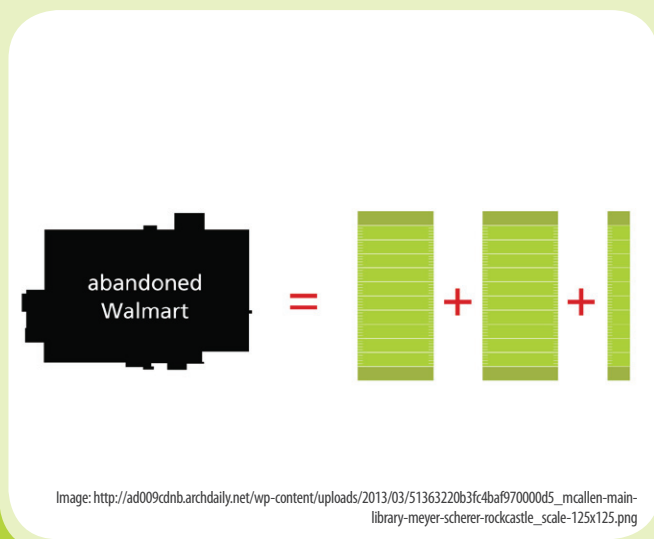 abandoned
Walmart
=
+
+
Image: http://ad009cdnb.archdaily.net/wp-content/uploads/2013/03/51363220b3fc4baf970000d5_mcallen-main-
library-meyer-scherer-rockcastle_scale-125x125.png